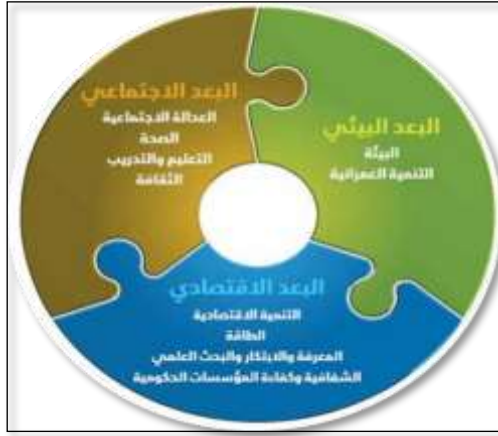 البعد البيئي
البيئة
التنمية العمرانية
البعد الاجتماعي
العدالة الاجتماعية
الصحة
التعليم والتدريب
الثقافة
البعد الاقتصادي
التنمية الاقتصادية
الطاقة
المعرفة والابتكار والبحث العلمي
الشفافية وكفاءة المؤسسات الحكومية